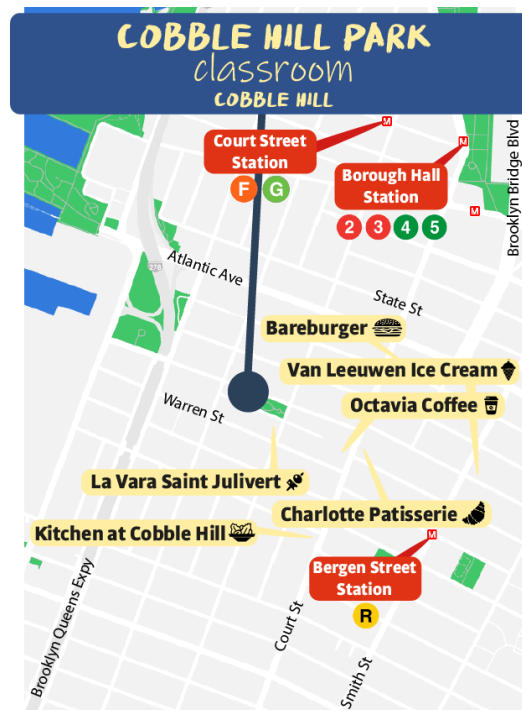 COBBLE HILL PARK
classroom
COBBLE HILL
M
Court Street
Station
F G
M
Borough Hall
Station
2 3 4 5
M
Brooklyn Bridge Blvd
Atlantic Ave
278
State St
Bareburger
Van Leeuwen Ice Cream
Octavia Coffee
Warren St
La Vara Saint Julivert
Charlotte Patisserie
Kitchen at Cobble Hill
M
Bergen Street
Station
R
Brooklyn Queens Expy
Court St
Smith St